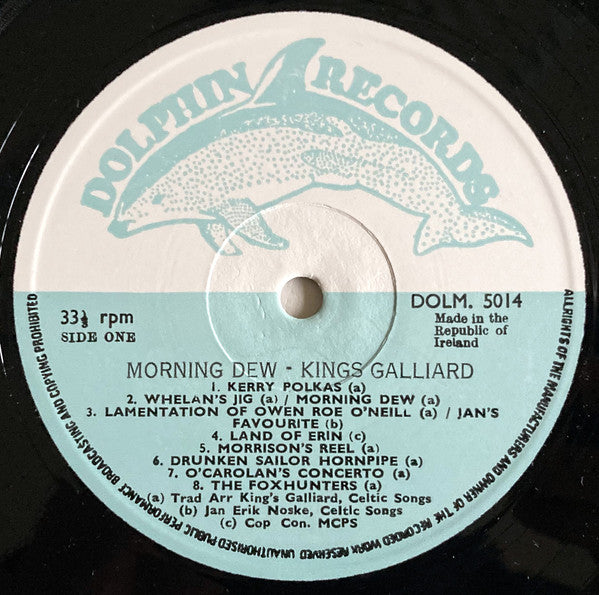 DOLPHIN RECORDS
33⅓ rpm
SIDE ONE
DOLM. 5014
Made in the
Republic of
Ireland
MORNING DEW - KINGS GALLIARD
1. KERRY POLKAS (a)
2. WHELAN'S JIG (a) / MORNING DEW (a)
3. LAMENTATION OF OWEN ROE O'NEILL (a) / JAN'S
FAVOURITE (b)
4. LAND OF ERIN (c)
5. MORRISON'S REEL (a)
6. DRUNKEN SAILOR HORNPIPE (a)
7. O'CAROLAN'S CONCERTO (a)
8. THE FOXHUNTERS (a)
(a) Trad Arr King's Galliard, Celtic Songs
(b) Jan Erik Noske, Celtic Songs
(c) Cop Con. MCPS
ALL RIGHTS OF THE MANUFACTURERS AND OWNER OF THE RECORDED WORK RESERVED UNAUTHORISED PUBLIC PERFORMANCE BROADCASTING AND COPYING PROHIBITED